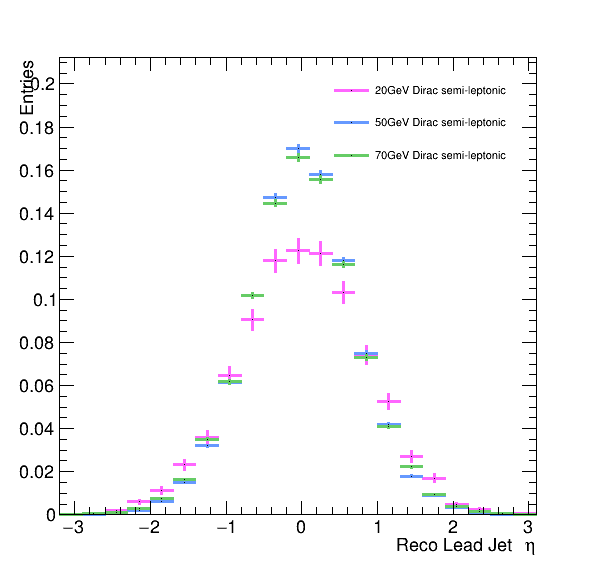 Entries
0.2
0.18
0.16
0.14
0.12
0.1
0.08
0.06
0.04
0.02
0
20GeV Dirac semi-leptonic
50GeV Dirac semi-leptonic
70GeV Dirac semi-leptonic
−3 −2 −1 0 1 2 3
Reco Lead Jet η